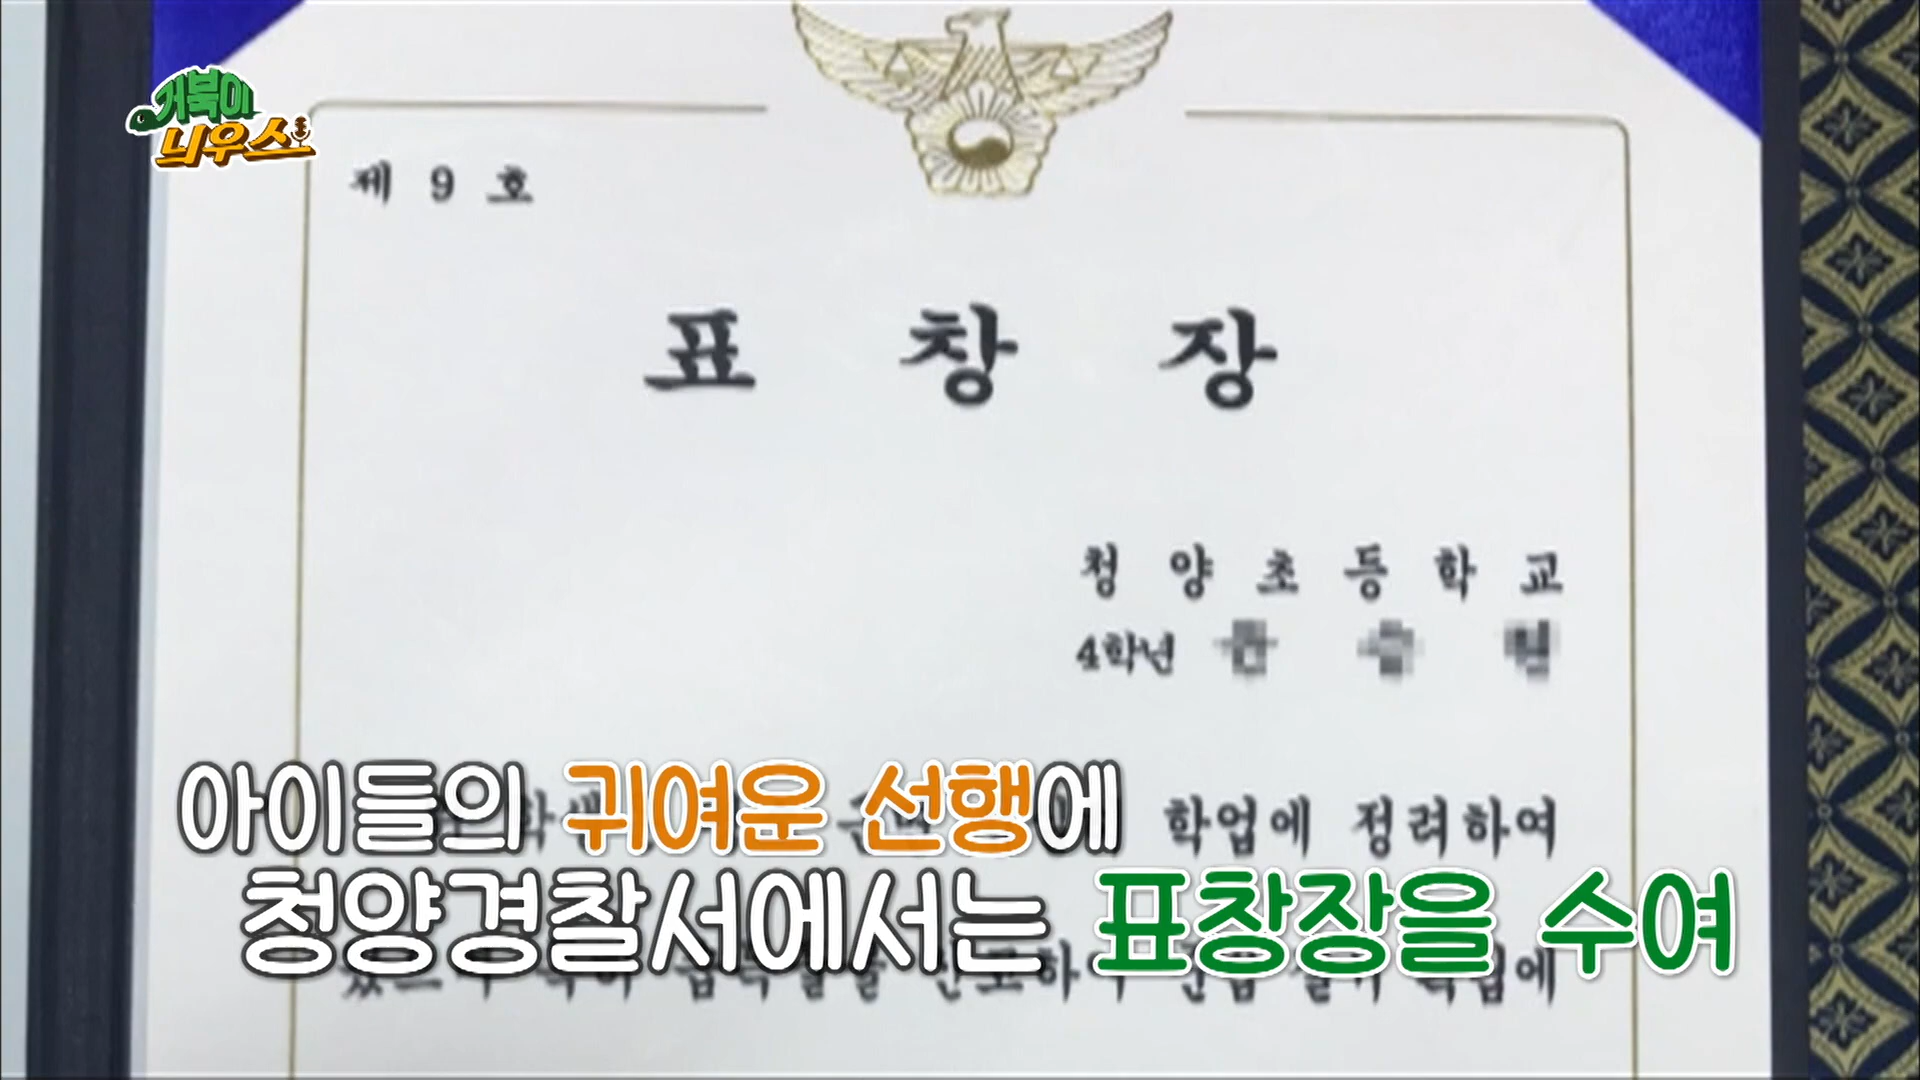 거북이
늬우스
제 9 호
표 창 장
청 양 초 등 학 교
4학년
학업에 정려하여
아이들의 귀여운 선행에
청양경찰서에서는 표창장을 수여